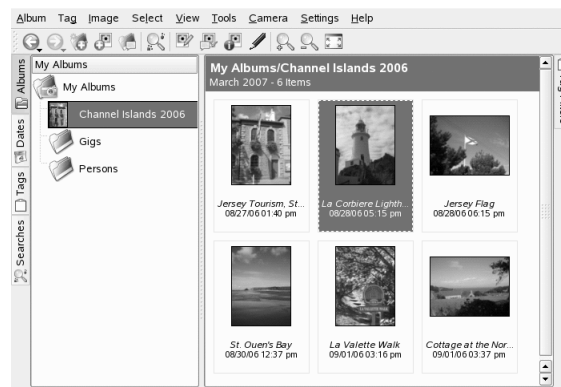 Album Tag Image Select View Tools Camera Settings Help
Albums
Dates
Tags
Searches
My Albums
My Albums
Channel Islands 2006
Gigs
Persons
My Albums/Channel Islands 2006
March 2007 - 6 Items
Jersey Tourism, St...
08/27/06 01:40 pm
La Corbiere Lighth...
08/28/06 05:15 pm
Jersey Flag
08/28/06 06:15 pm
St. Ouen's Bay
08/30/06 12:37 pm
La Valette Walk
09/01/06 03:16 pm
Cottage at the Nor...
09/01/06 03:37 pm